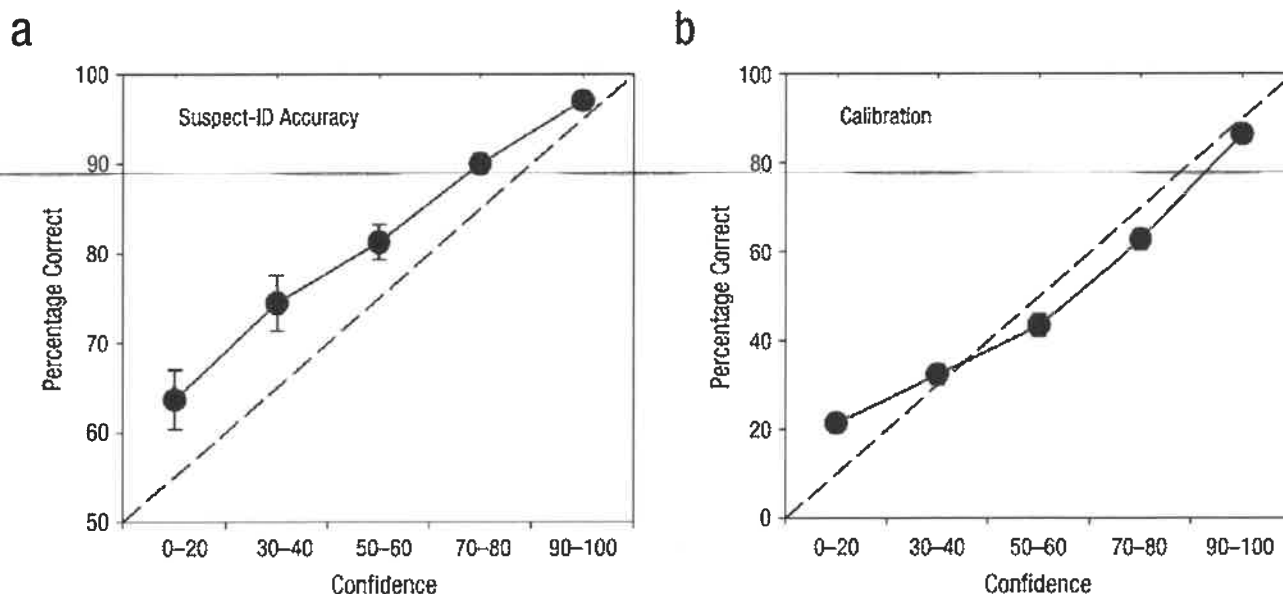 a
Suspect-ID Accuracy
Percentage Correct
100
90
80
70
60
50
0–20 30–40 50–60 70–80 90–100
Confidence
b
Calibration
Percentage Correct
100
80
60
40
20
0
0–20 30–40 50–60 70–80 90–100
Confidence